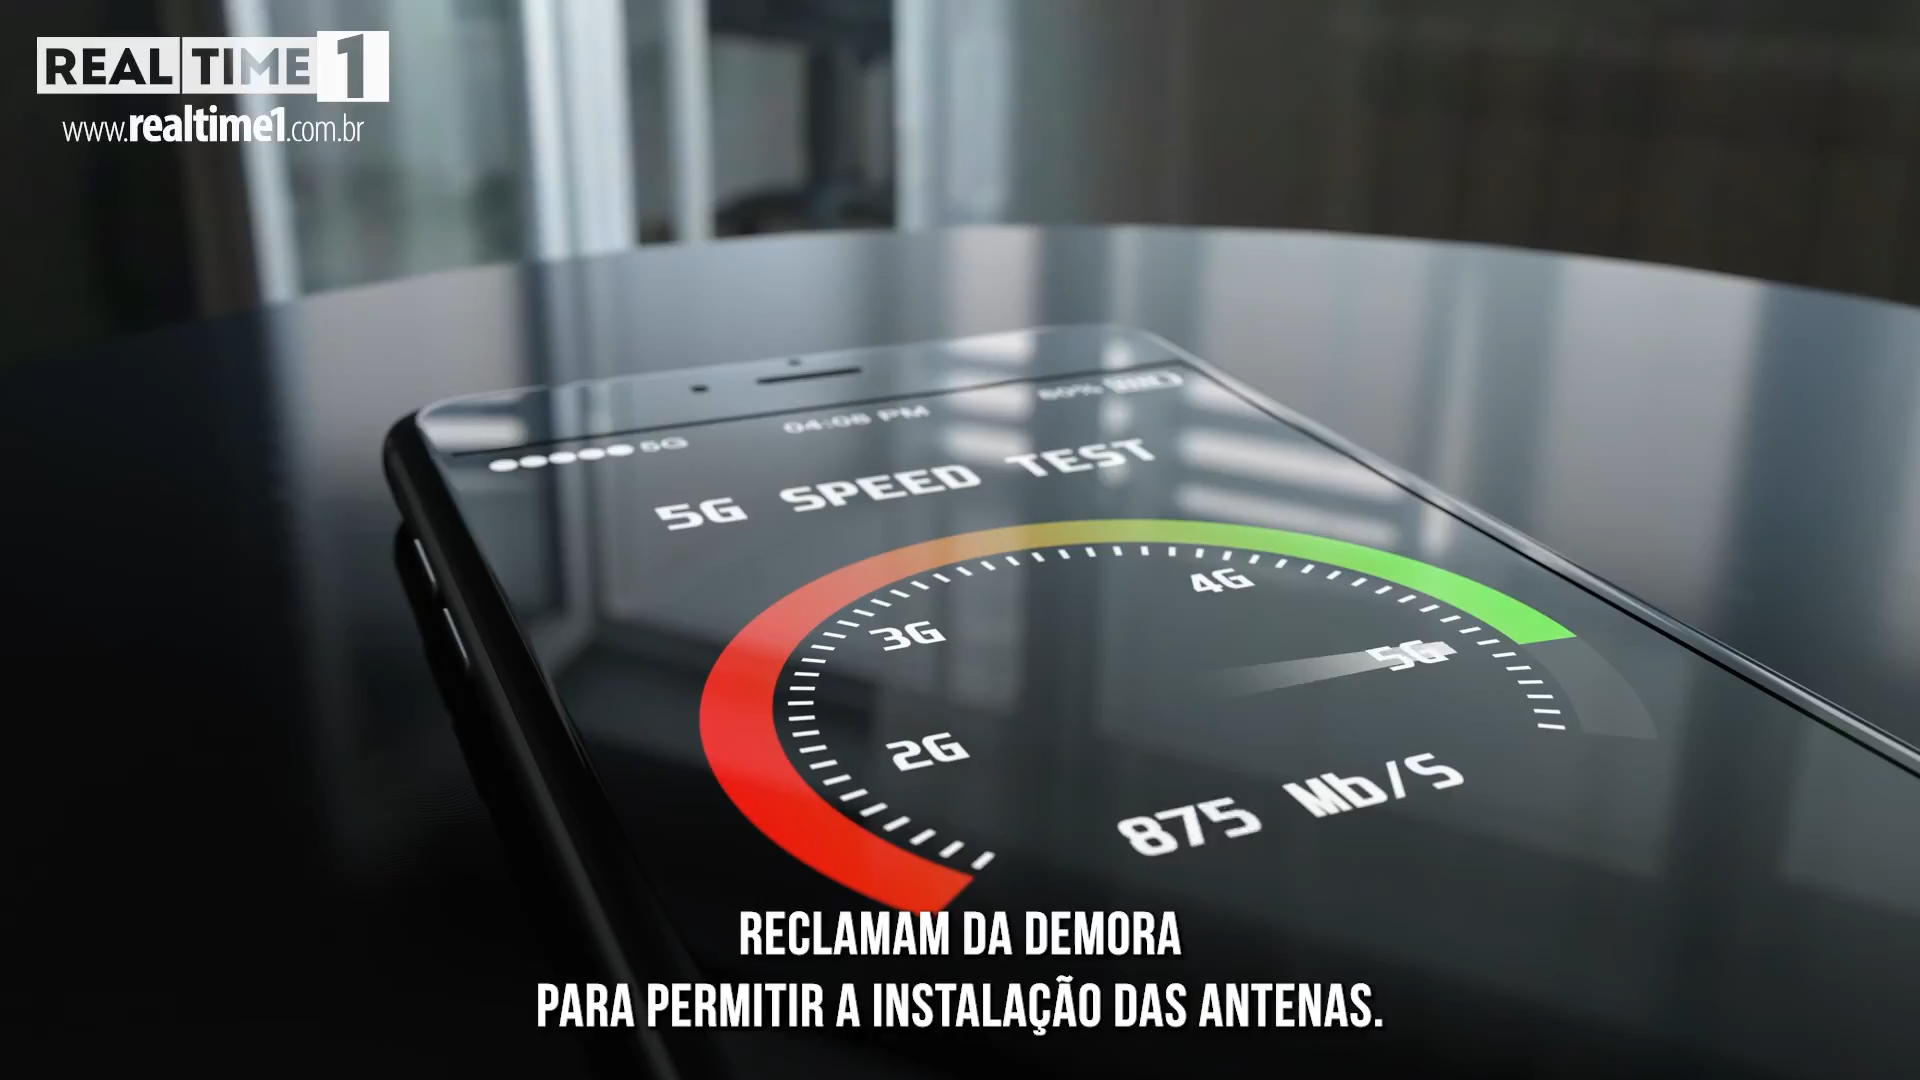 REAL TIME 1
www.realtime1.com.br
5G 04:08 PM 80%
5G SPEED TEST
4G
3G
5G
2G
875 Mb/S
RECLAMAM DA DEMORA
PARA PERMITIR A INSTALAÇÃO DAS ANTENAS.